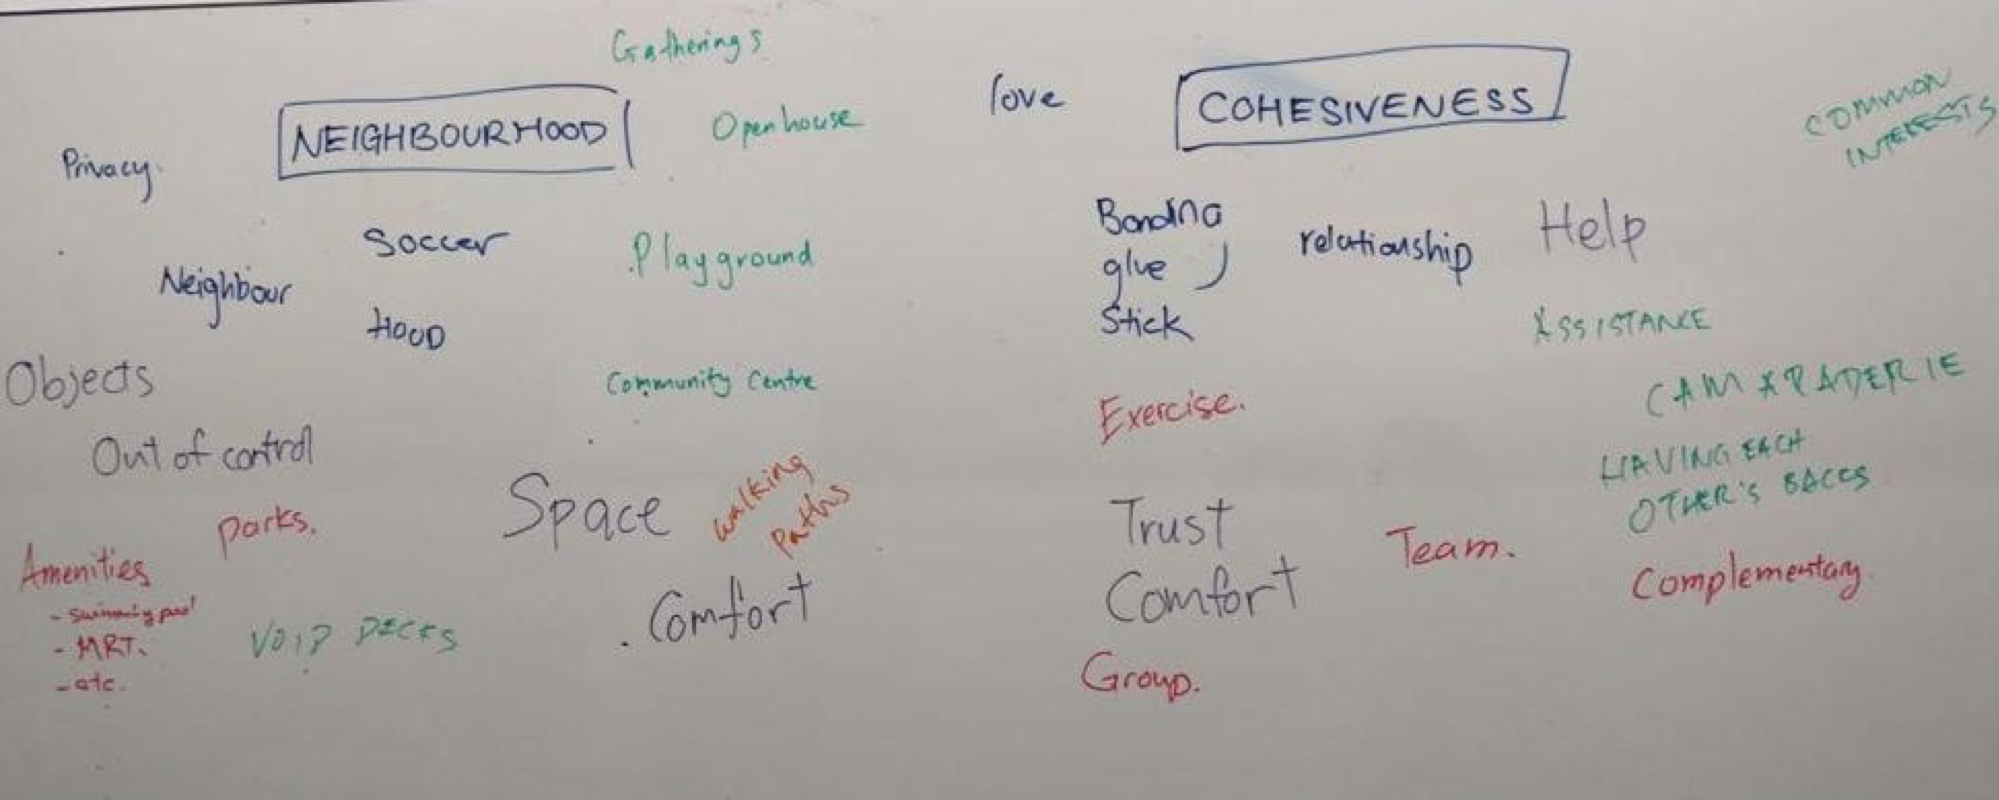 Gatherings
NEIGHBOURHOOD
Openhouse
Privacy.
Soccer
Playground
Neighbour
HOOD
Objects
Community Centre
Out of control
parks.
Space
walking
paths
Amenities
- Swimming pool
- MRT.
- etc.
VOID DECKS
Comfort
love
COHESIVENESS
COMMON
INTERESTS
Bonding
glue
Stick
relationship
Help
ASSISTANCE
Exercise.
CAMARADERIE
HAVING EACH
OTHER'S BACKS
Trust
Team.
Comfort
Complementary
Group.